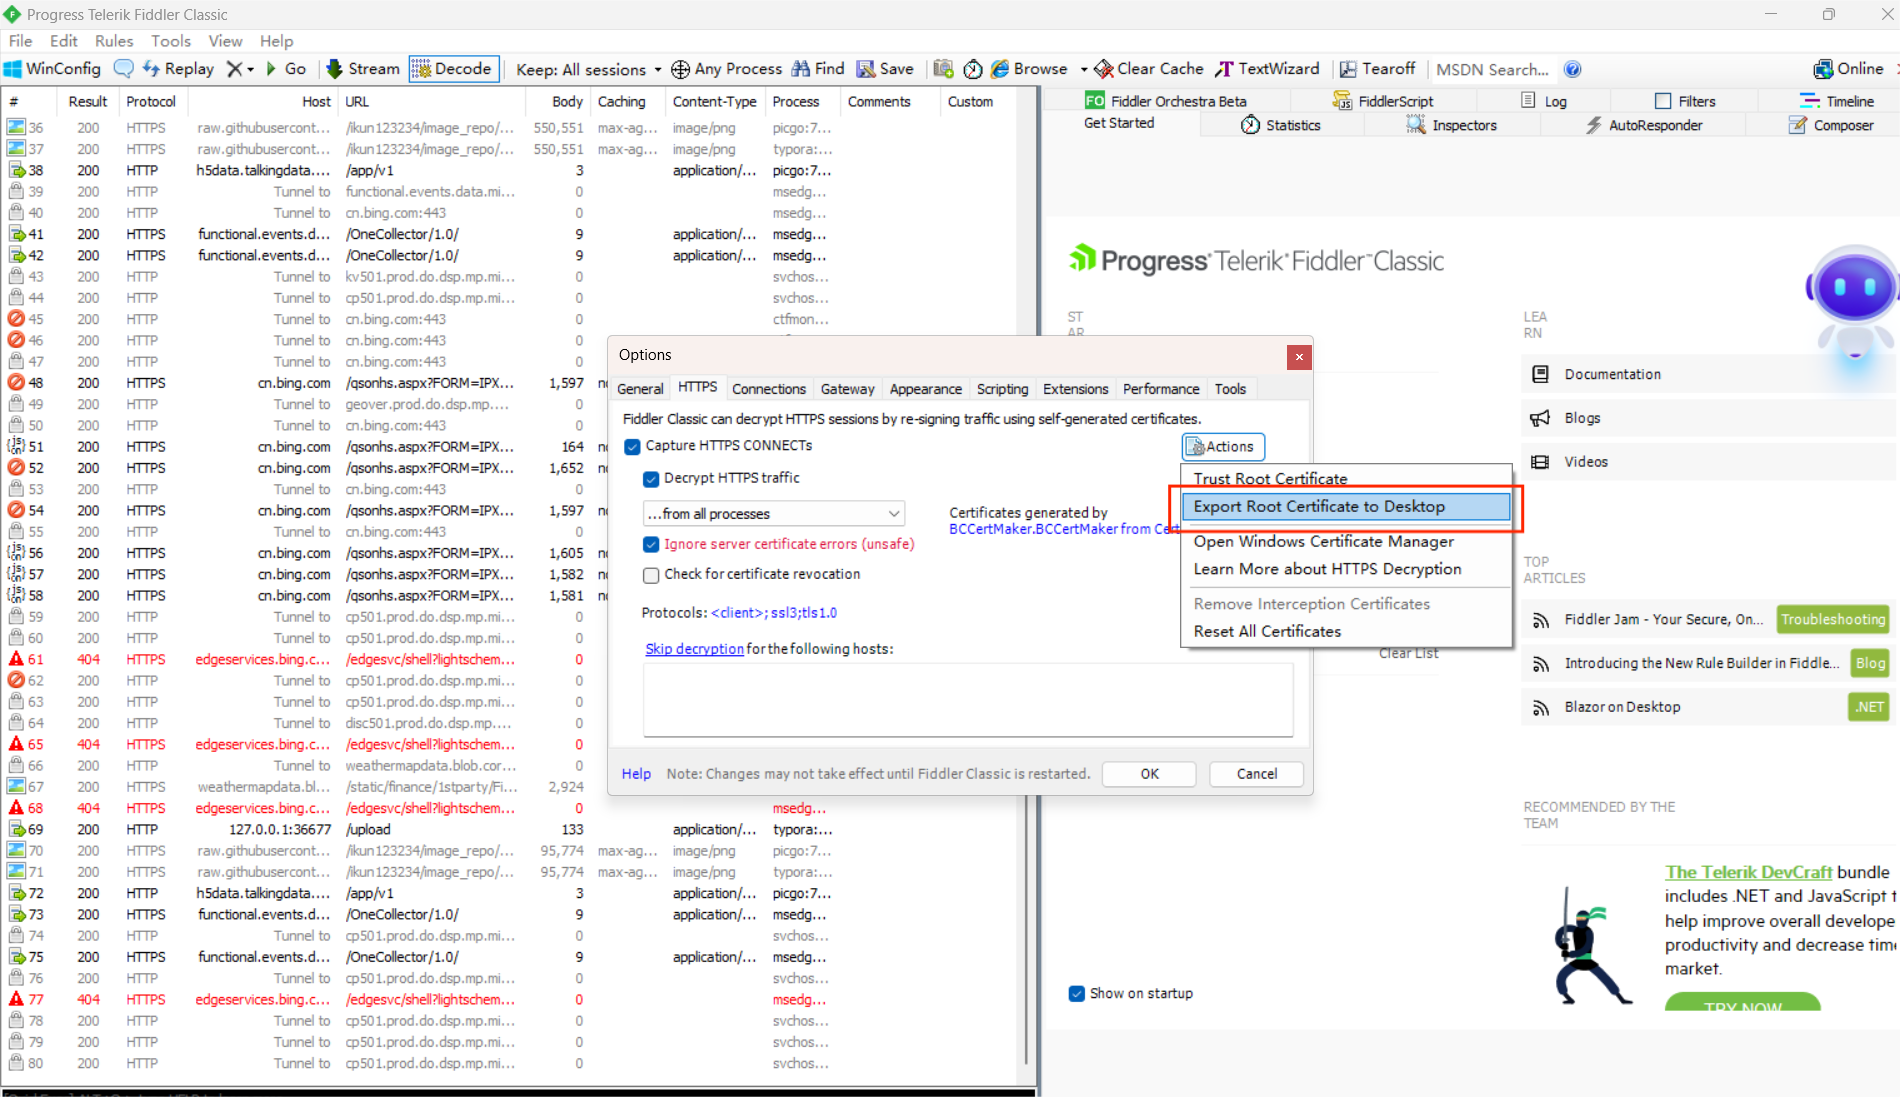 Progress Telerik Fiddler Classic
File Edit Rules Tools View Help
WinConfig Replay Go Stream Decode Keep: All sessions Any Process Find Save Browse Clear Cache TextWizard Tearoff MSDN Search... Online
# Result Protocol Host URL Body Caching Content-Type Process Comments Custom
36 200 HTTPS raw.githubusercont... /ikun123234/image_repo/... 550,551 max-ag... image/png picgo:7...
37 200 HTTPS raw.githubusercont... /ikun123234/image_repo/... 550,551 max-ag... image/png typora:...
38 200 HTTP h5data.talkingdata.... /app/v1 3 application/... picgo:7...
39 200 HTTP Tunnel to functional.events.data.mi... 0 msedg...
40 200 HTTP Tunnel to cn.bing.com:443 0 msedg...
41 200 HTTPS functional.events.d... /OneCollector/1.0/ 9 application/... msedg...
42 200 HTTPS functional.events.d... /OneCollector/1.0/ 9 application/... msedg...
43 200 HTTP Tunnel to kv501.prod.do.dsp.mp.mi... 0 svchos...
44 200 HTTP Tunnel to cp501.prod.do.dsp.mp.mi... 0 svchos...
45 200 HTTP Tunnel to cn.bing.com:443 0 ctfmon...
46 200 HTTP Tunnel to cn.bing.com:443 0
47 200 HTTP Tunnel to cn.bing.com:443 0
48 200 HTTPS cn.bing.com /qsonhs.aspx?FORM=IPX... 1,597
49 200 HTTP Tunnel to geover.prod.do.dsp.mp.... 0
50 200 HTTP Tunnel to cn.bing.com:443 0
51 200 HTTPS cn.bing.com /qsonhs.aspx?FORM=IPX... 164
52 200 HTTPS cn.bing.com /qsonhs.aspx?FORM=IPX... 1,652
53 200 HTTP Tunnel to cn.bing.com:443 0
54 200 HTTPS cn.bing.com /qsonhs.aspx?FORM=IPX... 1,597
55 200 HTTP Tunnel to cn.bing.com:443 0
56 200 HTTPS cn.bing.com /qsonhs.aspx?FORM=IPX... 1,605
57 200 HTTPS cn.bing.com /qsonhs.aspx?FORM=IPX... 1,582
58 200 HTTPS cn.bing.com /qsonhs.aspx?FORM=IPX... 1,581
59 200 HTTP Tunnel to cp501.prod.do.dsp.mp.mi... 0
60 200 HTTP Tunnel to cp501.prod.do.dsp.mp.mi... 0
61 404 HTTPS edgeservices.bing.c... /edgesvc/shell?lightschem... 0
62 200 HTTP Tunnel to cp501.prod.do.dsp.mp.mi... 0
63 200 HTTP Tunnel to cp501.prod.do.dsp.mp.mi... 0
64 200 HTTP Tunnel to disc501.prod.do.dsp.mp.... 0
65 404 HTTPS edgeservices.bing.c... /edgesvc/shell?lightschem... 0
66 200 HTTP Tunnel to weathermapdata.blob.cor... 0
67 200 HTTPS weathermapdata.bl... /static/finance/1stparty/Fi... 2,924
68 404 HTTPS edgeservices.bing.c... /edgesvc/shell?lightschem... 0 msedg...
69 200 HTTP 127.0.0.1:36677 /upload 133 application/... typora:...
70 200 HTTPS raw.githubusercont... /ikun123234/image_repo/... 95,774 max-ag... image/png picgo:7...
71 200 HTTPS raw.githubusercont... /ikun123234/image_repo/... 95,774 max-ag... image/png typora:...
72 200 HTTP h5data.talkingdata.... /app/v1 3 application/... picgo:7...
73 200 HTTPS functional.events.d... /OneCollector/1.0/ 9 application/... msedg...
74 200 HTTP Tunnel to cp501.prod.do.dsp.mp.mi... 0 svchos...
75 200 HTTPS functional.events.d... /OneCollector/1.0/ 9 application/... msedg...
76 200 HTTP Tunnel to cp501.prod.do.dsp.mp.mi... 0 svchos...
77 404 HTTPS edgeservices.bing.c... /edgesvc/shell?lightschem... 0 msedg...
78 200 HTTP Tunnel to cp501.prod.do.dsp.mp.mi... 0 svchos...
79 200 HTTP Tunnel to cp501.prod.do.dsp.mp.mi... 0 svchos...
80 200 HTTP Tunnel to cp501.prod.do.dsp.mp.mi... 0 svchos...
Options
General HTTPS Connections Gateway Appearance Scripting Extensions Performance Tools
Fiddler Classic can decrypt HTTPS sessions by re-signing traffic using self-generated certificates.
Capture HTTPS CONNECTs
Actions
Decrypt HTTPS traffic
...from all processes
Certificates generated by
BCCertMaker.BCCertMaker from Cert
Ignore server certificate errors (unsafe)
Check for certificate revocation
Protocols: <client>;ssl3;tls1.0
Skip decryption for the following hosts:
Help Note: Changes may not take effect until Fiddler Classic is restarted. OK Cancel
Trust Root Certificate
Export Root Certificate to Desktop
Open Windows Certificate Manager
Learn More about HTTPS Decryption
Remove Interception Certificates
Reset All Certificates
FO Fiddler Orchestra Beta FiddlerScript Log Filters Timeline
Get Started Statistics Inspectors AutoResponder Composer
Progress Telerik Fiddler Classic
ST
AR
LEA
RN
Documentation
Blogs
Videos
TOP
ARTICLES
Fiddler Jam - Your Secure, On... Troubleshooting
Clear List
Introducing the New Rule Builder in Fiddle... Blog
Blazor on Desktop .NET
RECOMMENDED BY THE
TEAM
The Telerik DevCraft bundle
includes .NET and JavaScript t
help improve overall develope
productivity and decrease time
market.
TRY NOW
Show on startup